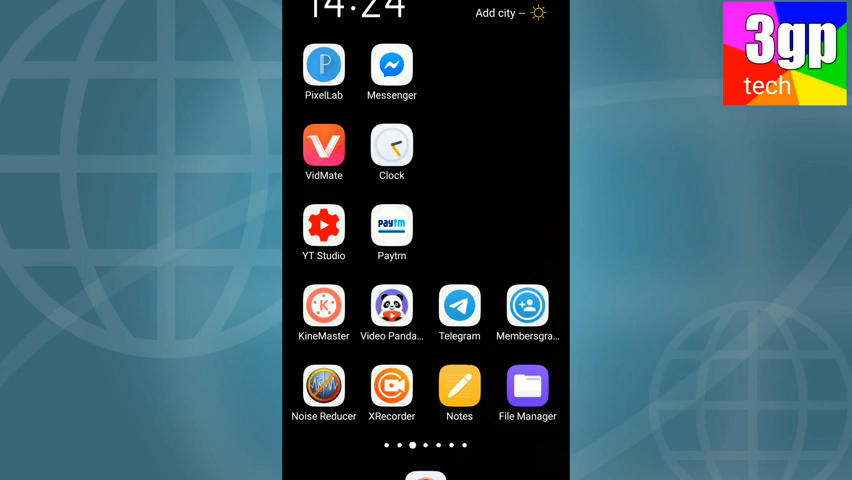 14:24
Add city --
3gp
tech
PixelLab
Messenger
VidMate
Clock
YT Studio
Paytm
paytm
KineMaster
Video Panda...
Telegram
Membersgra...
Noise Reducer
XRecorder
Notes
File Manager